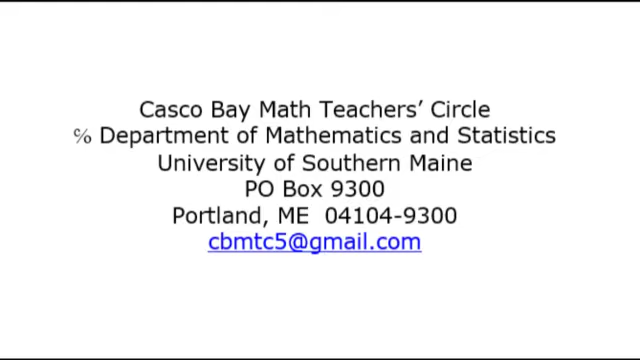 Casco Bay Math Teachers’ Circle
℅ Department of Mathematics and Statistics
University of Southern Maine
PO Box 9300
Portland, ME  04104-9300
cbmtc5@gmail.com